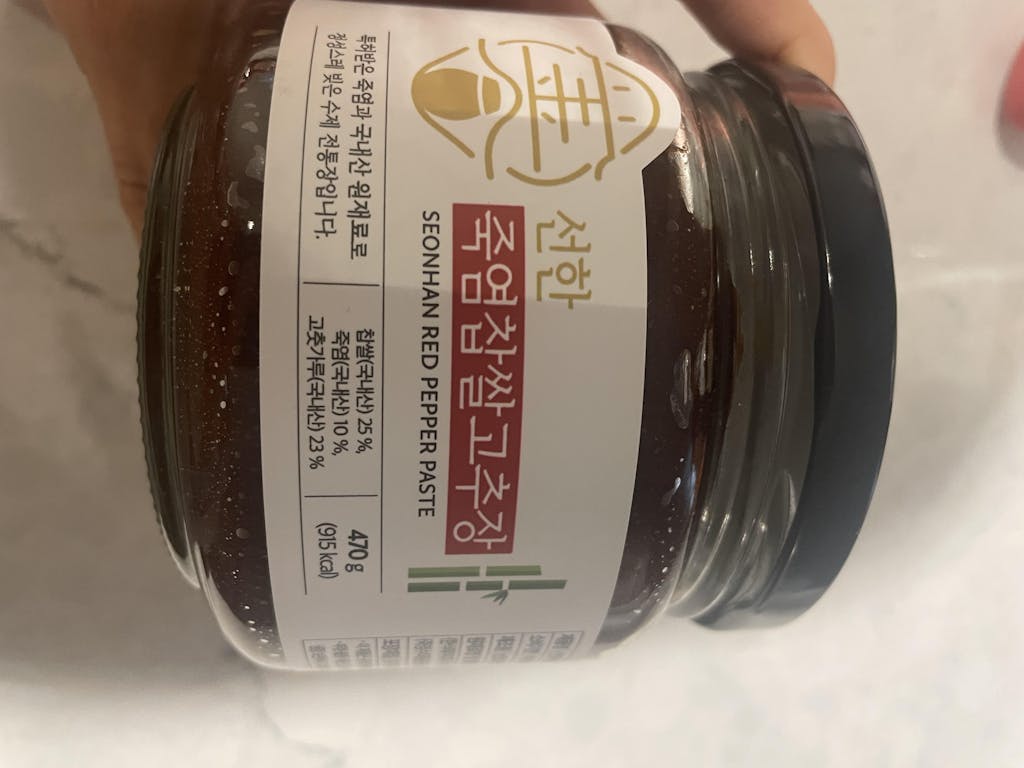 선한
죽염찹쌀고추장
SEONHAN RED PEPPER PASTE
특허받은 죽염과 국내산 원재료로
정성스레 빚은 수제 전통장입니다.
찹쌀(국내산) 25 %,
죽염(국내산) 10 %,
고춧가루(국내산) 23 %
470 g
(915 kcal)